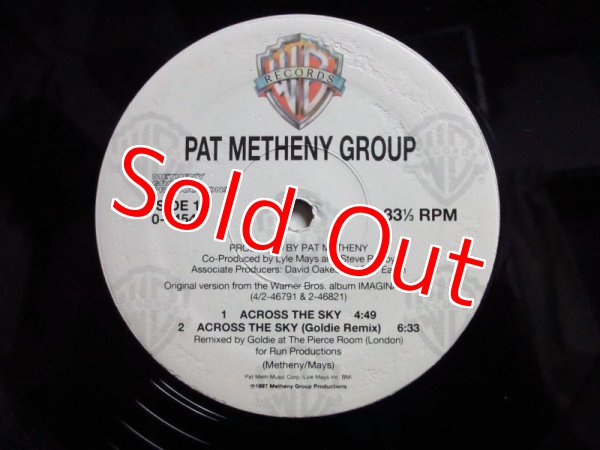 WB
RECORDS
PAT METHENY GROUP
Sold Out
METHENY
SIDE 1
33⅓ RPM
BY PAT METHENY
Co-Produced by Lyle Mays and Steve
Associate Producers: David
Original version from the Warner Bros. album
(4/2-46791 & 2-46821)
1 ACROSS THE SKY 4:49
2 ACROSS THE SKY (Goldie Remix) 6:33
Remixed by Goldie at The Pierce Room (London)
for Run Productions
(Metheny/Mays)
Pat Meth Music Corp./Lyle Mays Inc. BMI
℗1997 Metheny Group Productions